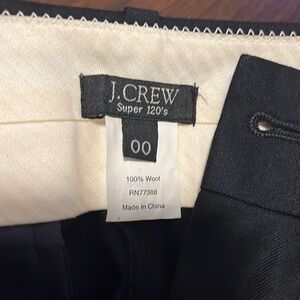 J.CREW
Super 120's
00
100% Wool
RN77388
Made in China